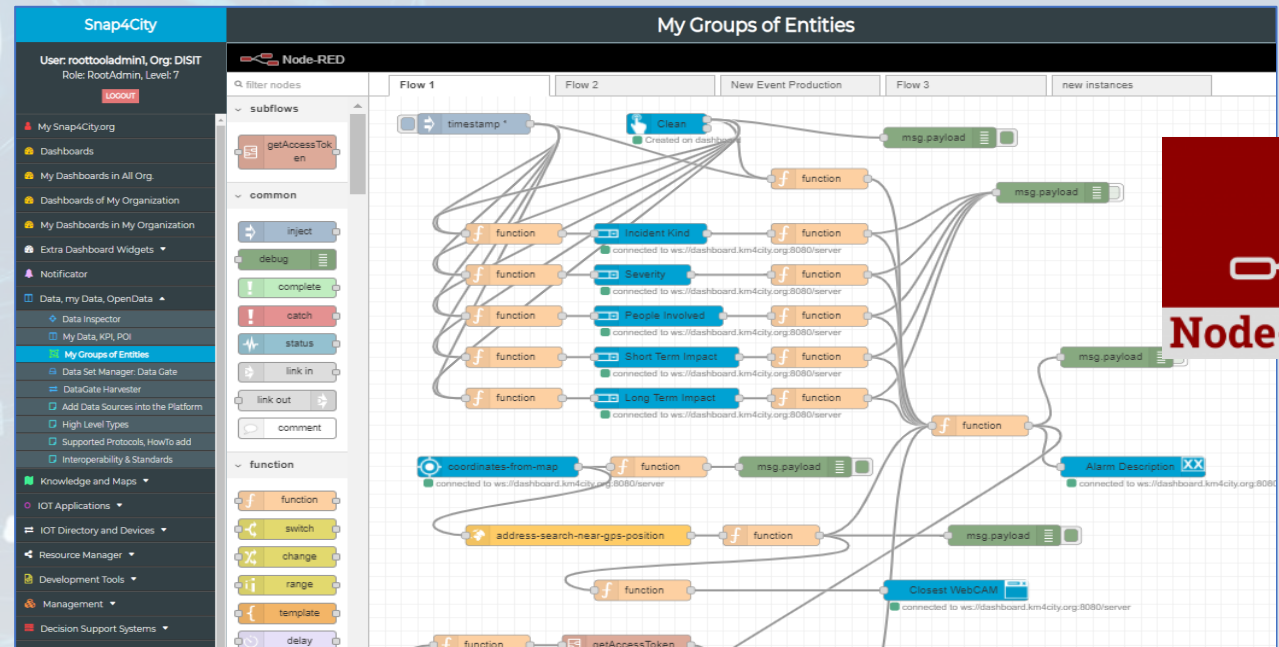 Snap4City
My Groups of Entities
User: roottooladmin1, Org: DISIT
Role: RootAdmin, Level: 7
LOGOUT
My Snap4City.org
Dashboards
My Dashboards in All Org.
Dashboards of My Organization
My Dashboards in My Organization
Extra Dashboard Widgets
Notificator
Data, my Data, OpenData
Data Inspector
My Data, KPI, POI
My Groups of Entities
Data Set Manager: Data Gate
DataGate Harvester
Add Data Sources into the Platform
High Level Types
Supported Protocols, HowTo add
Interoperability & Standards
Knowledge and Maps
IOT Applications
IOT Directory and Devices
Resource Manager
Development Tools
Management
Decision Support Systems
Node-RED
filter nodes
subflows
getAccessTok
en
common
inject
debug
complete
catch
status
link in
link out
comment
function
function
switch
change
range
template
delay
Flow 1
Flow 2
New Event Production
Flow 3
new instances
timestamp *
Clean
Created on dashboard
msg.payload
function
msg.payload
function
Incident Kind
function
connected to ws://dashboard.km4city.org:8080/server
function
Severity
function
connected to ws://dashboard.km4city.org:8080/server
function
People Involved
function
connected to ws://dashboard.km4city.org:8080/server
function
Short Term Impact
function
msg.payload
connected to ws://dashboard.km4city.org:8080/server
function
Long Term Impact
function
connected to ws://dashboard.km4city.org:8080/server
function
coordinates-from-map
function
msg.payload
Alarm Description XX
connected to ws://dashboard.km4city.org:8080/server
connected to ws://dashboard.km4city.org:808
address-search-near-gps-position
function
msg.payload
function
Closest WebCAM
connected to ws://dashboard.km4city.org:8080/server
function
getAccessToken
Node